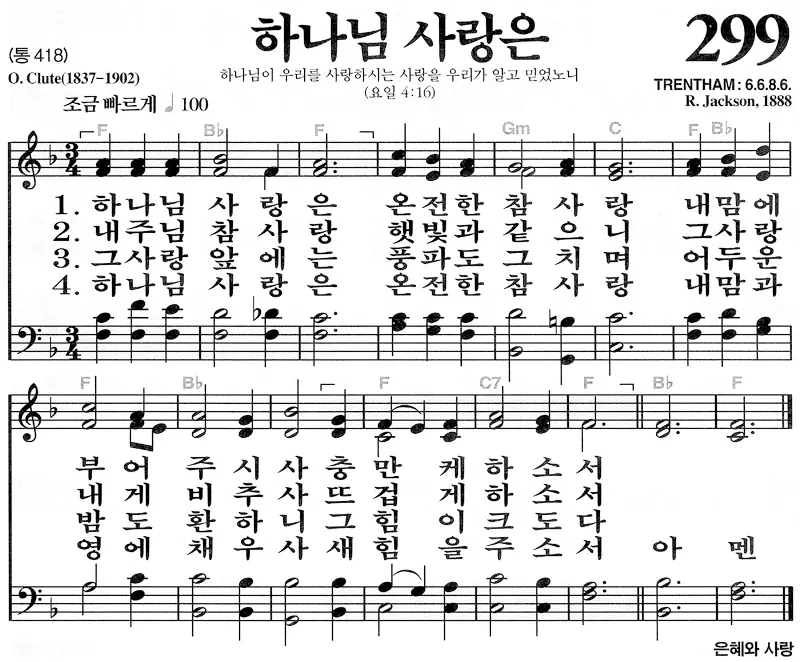 (통 418)
하나님 사랑은
299
O. Clute(1837-1902)
하나님이 우리를 사랑하시는 사랑을 우리가 알고 믿었노니
(요일 4:16)
TRENTHAM : 6.6.8.6.
R. Jackson, 1888
조금 빠르게 ♩ 100
F B♭ F Gm C F B♭
3/4
1. 하나님 사랑은 온전한 참사랑 내맘에
2. 내주님 참사랑 햇빛과 같으니 그사랑
3. 그사랑 앞에는 풍파도 그치며 어두운
4. 하나님 사랑은 온전한 참사랑 내맘과
3/4
F B♭ F C7 F B♭ F
부어 주시사 충만케하소서
내게 비추사 뜨겁게하소서
밤도 환하니 그힘이크도다
영에 채우사 새힘을주소서 아멘
은혜와 사랑